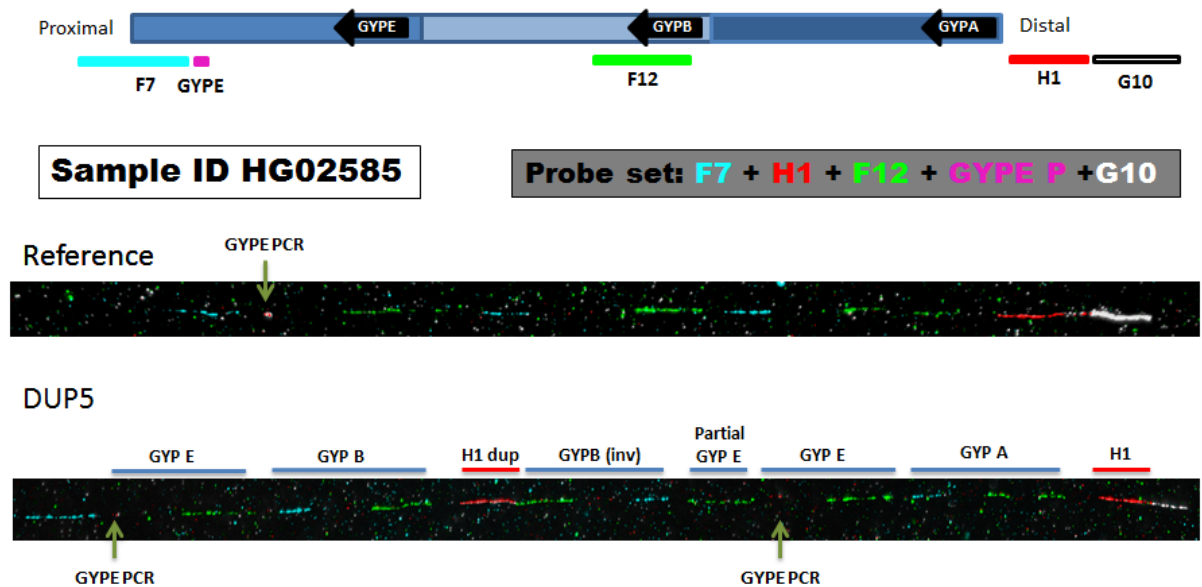 Proximal GYPE GYPB GYPA Distal
F7 GYPE F12 H1 G10
Sample ID HG02585
Probe set: F7 + H1 + F12 + GYPE P +G10
Reference
GYPE PCR
DUP5
GYP E GYP B H1 dup GYPB (inv) Partial GYP E GYP E GYP A H1
GYPE PCR GYPE PCR